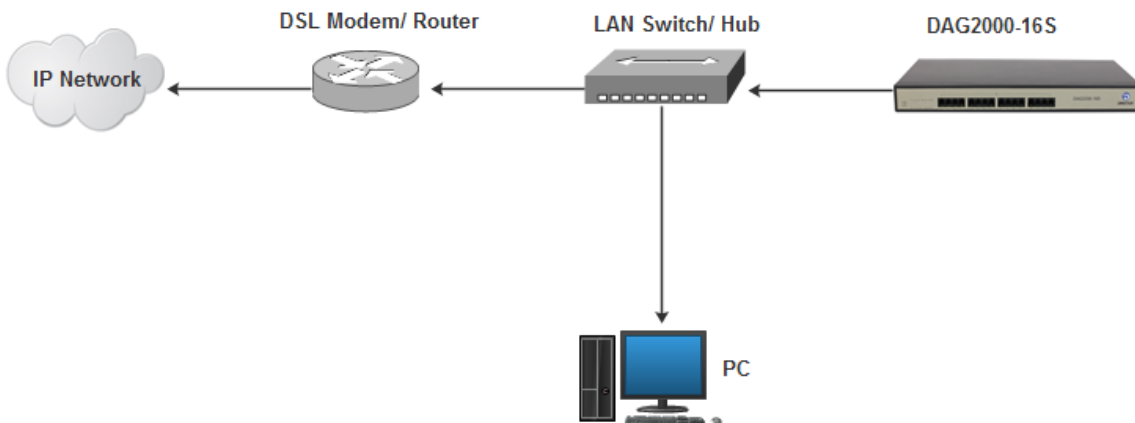 DSL Modem/ Router
LAN Switch/ Hub
DAG2000-16S
IP Network
PC